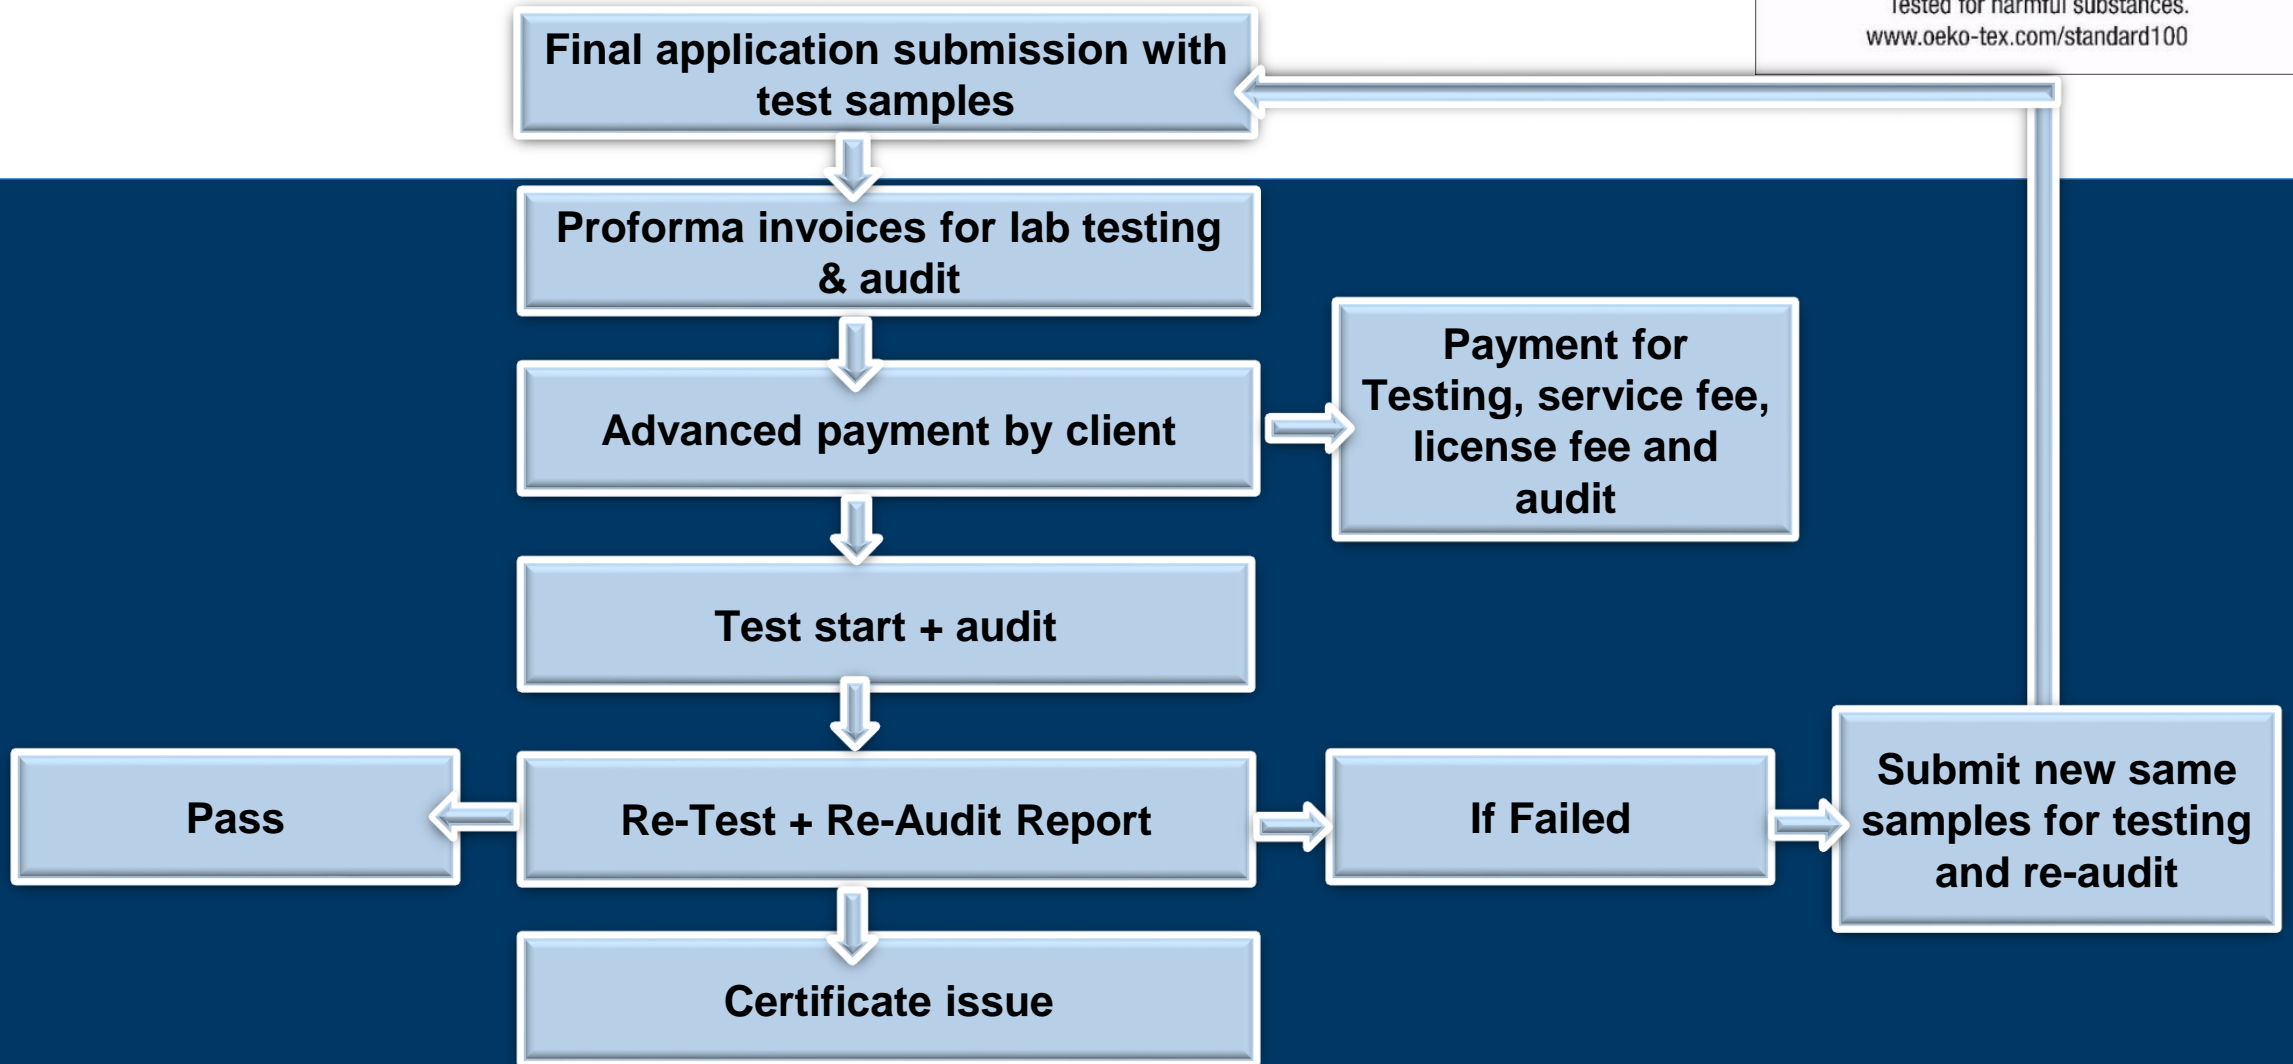 Tested for harmful substances.
www.oeko-tex.com/standard100
Final application submission with
test samples
Proforma invoices for lab testing
& audit
Advanced payment by client
Payment for
Testing, service fee,
license fee and
audit
Test start + audit
Pass
Re-Test + Re-Audit Report
If Failed
Submit new same
samples for testing
and re-audit
Certificate issue